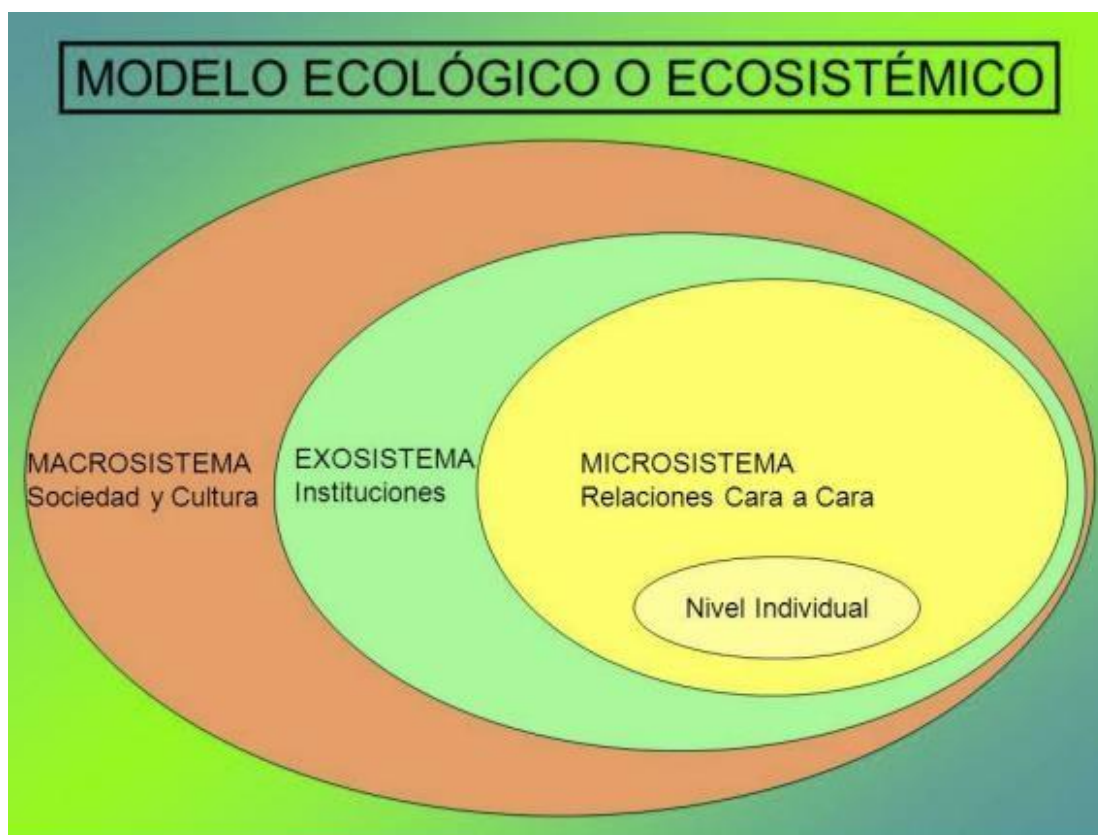 MODELO ECOLÓGICO O ECOSISTÉMICO
MACROSISTEMA
Sociedad y Cultura
EXOSISTEMA
Instituciones
MICROSISTEMA
Relaciones Cara a Cara
Nivel Individual